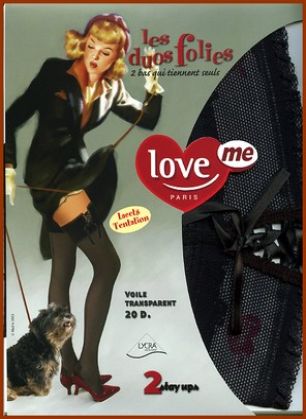 les
duos folies
2 bas qui tiennent seuls
love me
PARIS
Lacets
Tentation
VOILE
TRANSPARENT
20 D.
LYCRA
2 stay ups